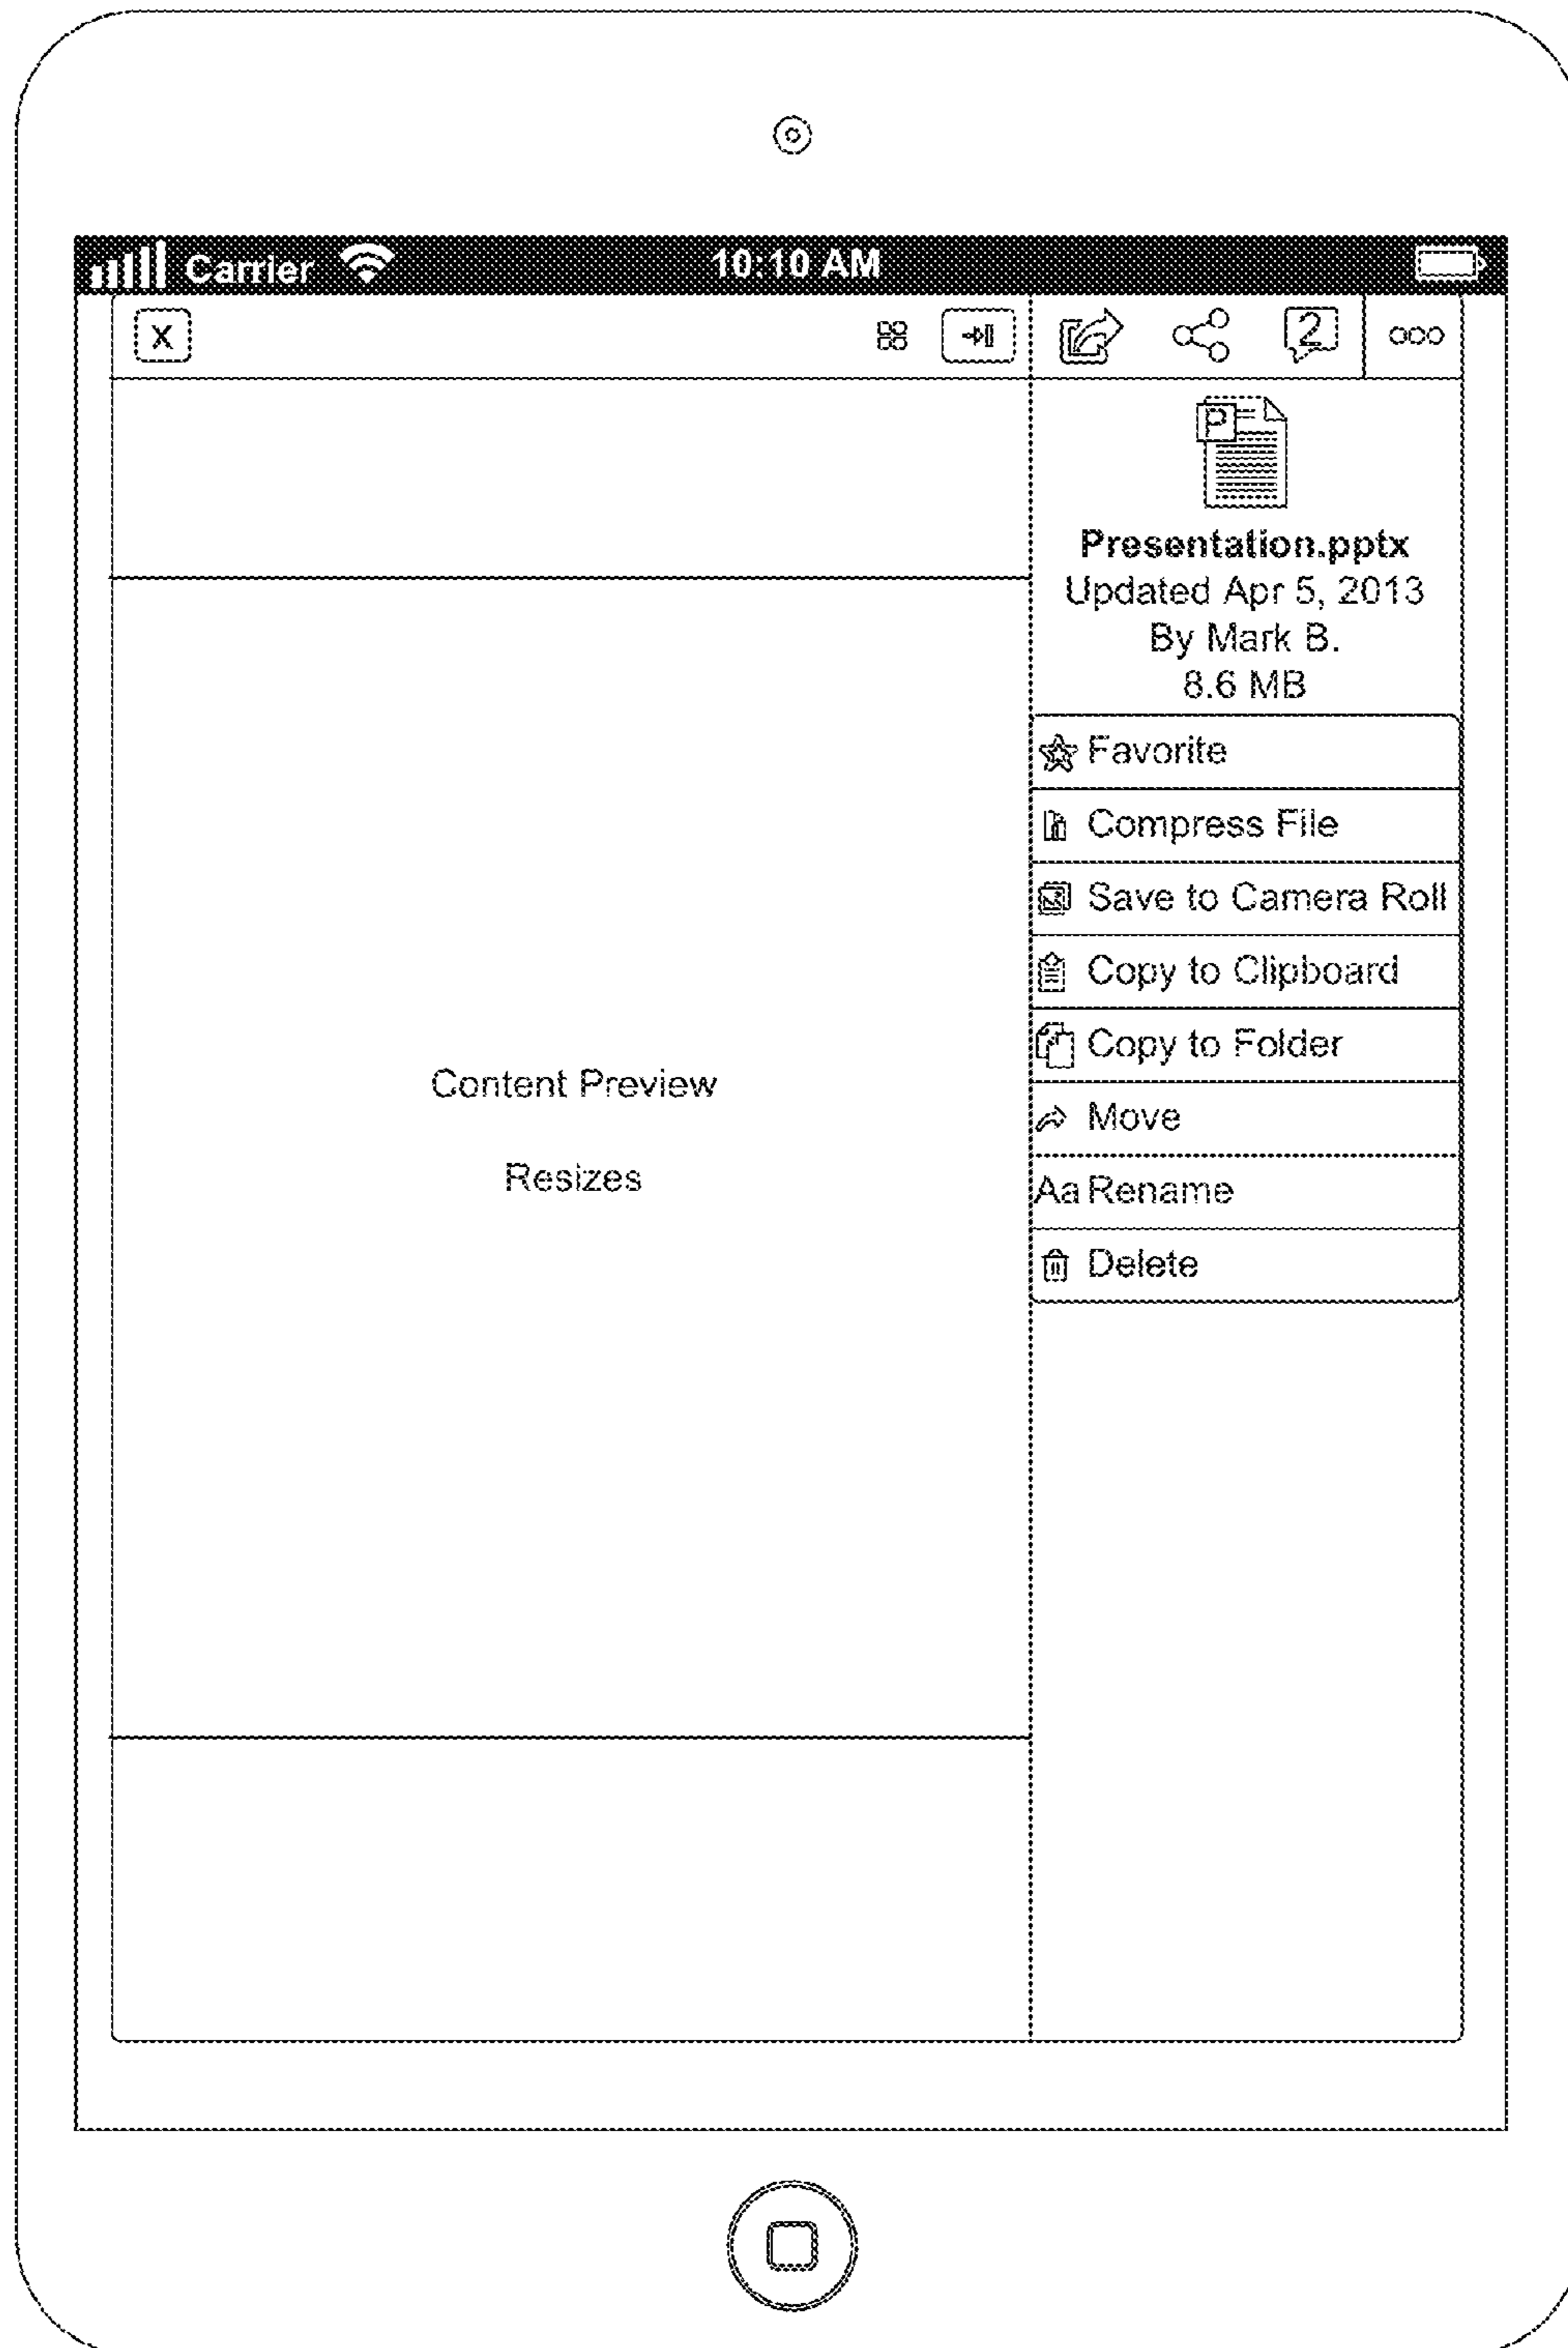 Carrier 10:10 AM
X 2
P
Presentation.pptx
Updated Apr 5, 2013
By Mark B.
8.6 MB
Favorite
Compress File
Save to Camera Roll
Copy to Clipboard
Copy to Folder
Move
Aa Rename
Delete
Content Preview
Resizes